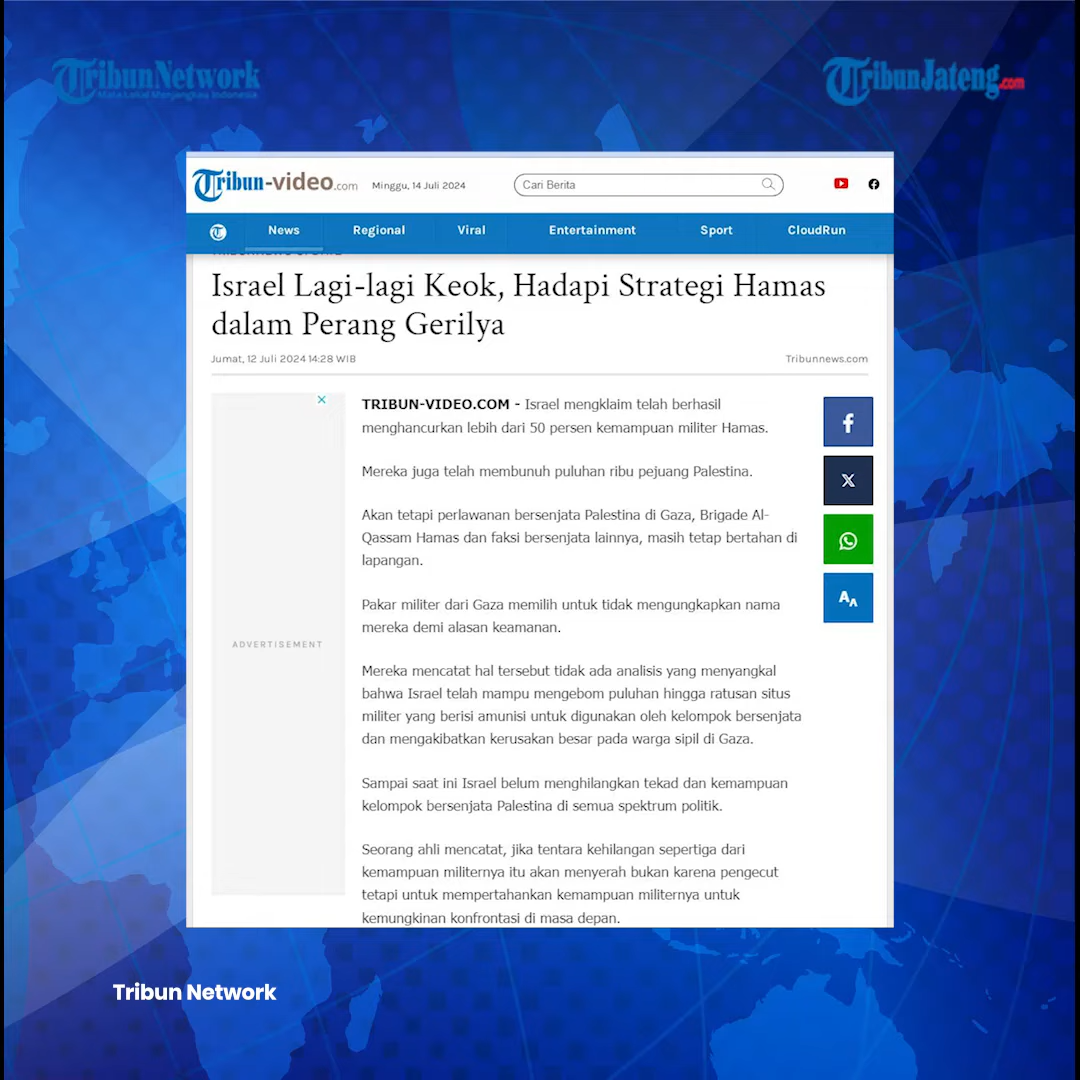 TribunNetwork
Mata Lokal Menjangkau Indonesia
TribunJateng.com
Tribun-video.com
Minggu, 14 Juli 2024
Cari Berita
News
Regional
Viral
Entertainment
Sport
CloudRun
Israel Lagi-lagi Keok, Hadapi Strategi Hamas
dalam Perang Gerilya
Jumat, 12 Juli 2024 14:28 WIB
Tribunnews.com
TRIBUN-VIDEO.COM - Israel mengklaim telah berhasil
menghancurkan lebih dari 50 persen kemampuan militer Hamas.
Mereka juga telah membunuh puluhan ribu pejuang Palestina.
Akan tetapi perlawanan bersenjata Palestina di Gaza, Brigade Al-
Qassam Hamas dan faksi bersenjata lainnya, masih tetap bertahan di
lapangan.
Pakar militer dari Gaza memilih untuk tidak mengungkapkan nama
mereka demi alasan keamanan.
Mereka mencatat hal tersebut tidak ada analisis yang menyangkal
bahwa Israel telah mampu mengebom puluhan hingga ratusan situs
militer yang berisi amunisi untuk digunakan oleh kelompok bersenjata
dan mengakibatkan kerusakan besar pada warga sipil di Gaza.
Sampai saat ini Israel belum menghilangkan tekad dan kemampuan
kelompok bersenjata Palestina di semua spektrum politik.
Seorang ahli mencatat, jika tentara kehilangan sepertiga dari
kemampuan militernya itu akan menyerah bukan karena pengecut
tetapi untuk mempertahankan kemampuan militernya untuk
kemungkinan konfrontasi di masa depan.
ADVERTISEMENT
Tribun Network